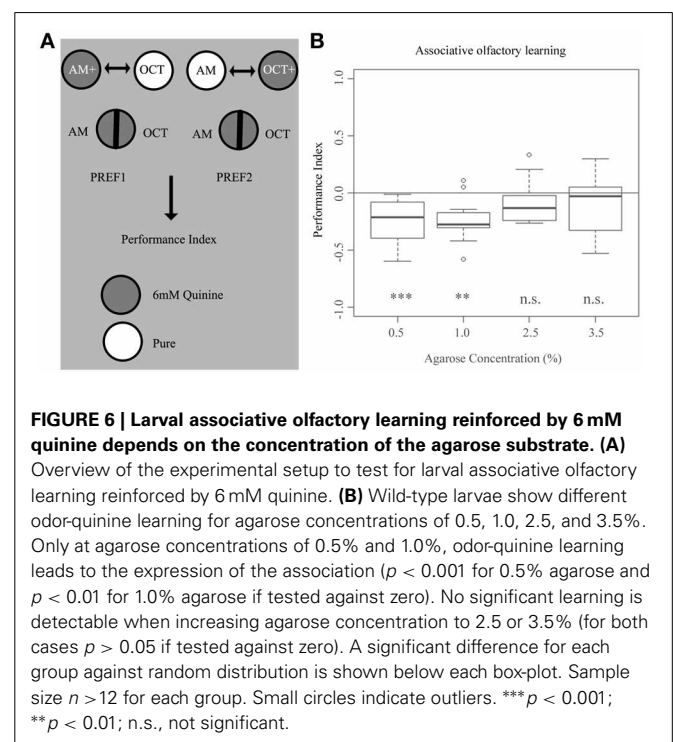 A
AM+ OCT AM OCT+
AM OCT AM OCT
PREF1 PREF2
Performance Index
6mM Quinine
Pure
B
Associative olfactory learning
Performance Index
1.0
0.5
0.0
-0.5
-1.0
*** ** n.s. n.s.
0.5 1.0 2.5 3.5
Agarose Concentration (%)
FIGURE 6 | Larval associative olfactory learning reinforced by 6 mM
quinine depends on the concentration of the agarose substrate. (A)
Overview of the experimental setup to test for larval associative olfactory
learning reinforced by 6 mM quinine. (B) Wild-type larvae show different
odor-quinine learning for agarose concentrations of 0.5, 1.0, 2.5, and 3.5%.
Only at agarose concentrations of 0.5% and 1.0%, odor-quinine learning
leads to the expression of the association (p < 0.001 for 0.5% agarose and
p < 0.01 for 1.0% agarose if tested against zero). No significant learning is
detectable when increasing agarose concentration to 2.5 or 3.5% (for both
cases p > 0.05 if tested against zero). A significant difference for each
group against random distribution is shown below each box-plot. Sample
size n >12 for each group. Small circles indicate outliers. ***p < 0.001;
**p < 0.01; n.s., not significant.